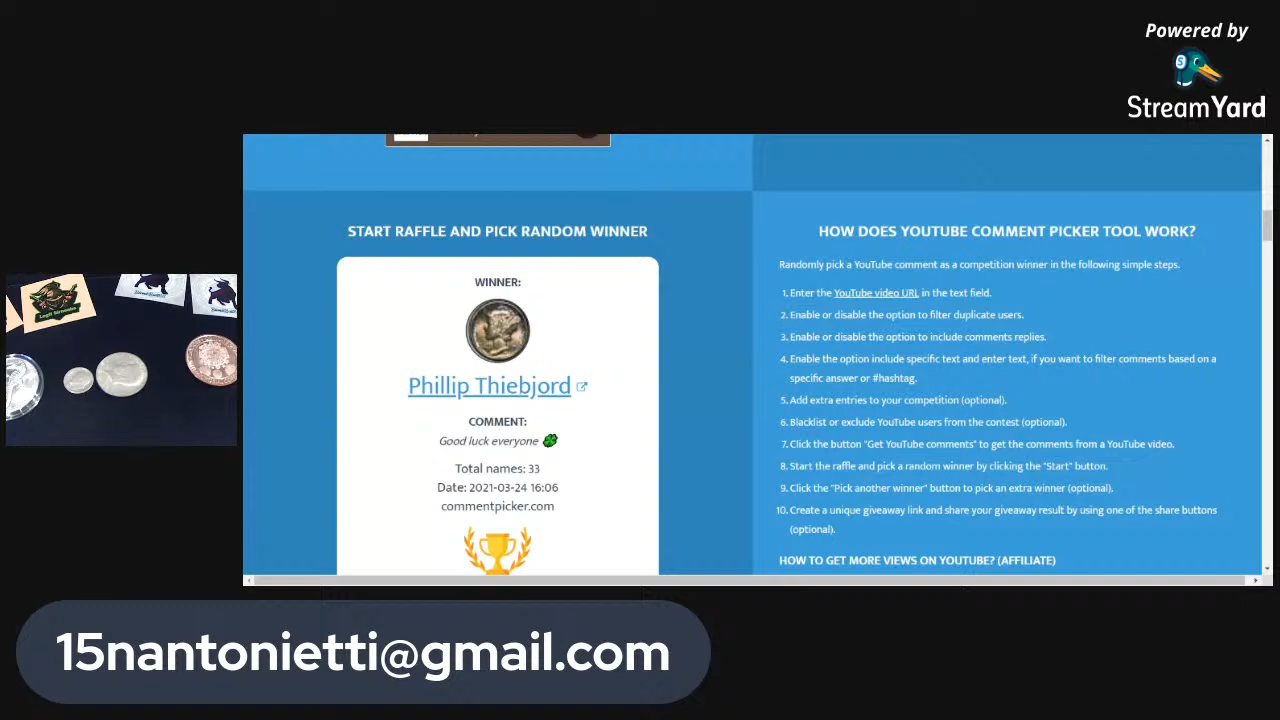 Powered by
StreamYard
START RAFFLE AND PICK RANDOM WINNER
WINNER:
Phillip Thiebjord
COMMENT:
Good luck everyone 🍀
Total names: 33
Date: 2021-03-24 16:06
commentpicker.com
HOW DOES YOUTUBE COMMENT PICKER TOOL WORK?
Randomly pick a YouTube comment as a competition winner in the following simple steps.
1. Enter the YouTube video URL in the text field.
2. Enable or disable the option to filter duplicate users.
3. Enable or disable the option to include comments replies.
4. Enable the option include specific text and enter text, if you want to filter comments based on a
specific answer or #hashtag.
5. Add extra entries to your competition (optional).
6. Blacklist or exclude YouTube users from the contest (optional).
7. Click the button "Get YouTube comments" to get the comments from a YouTube video.
8. Start the raffle and pick a random winner by clicking the "Start" button.
9. Click the "Pick another winner" button to pick an extra winner (optional).
10. Create a unique giveaway link and share your giveaway result by using one of the share buttons
(optional).
HOW TO GET MORE VIEWS ON YOUTUBE? (AFFILIATE)
15nantonietti@gmail.com